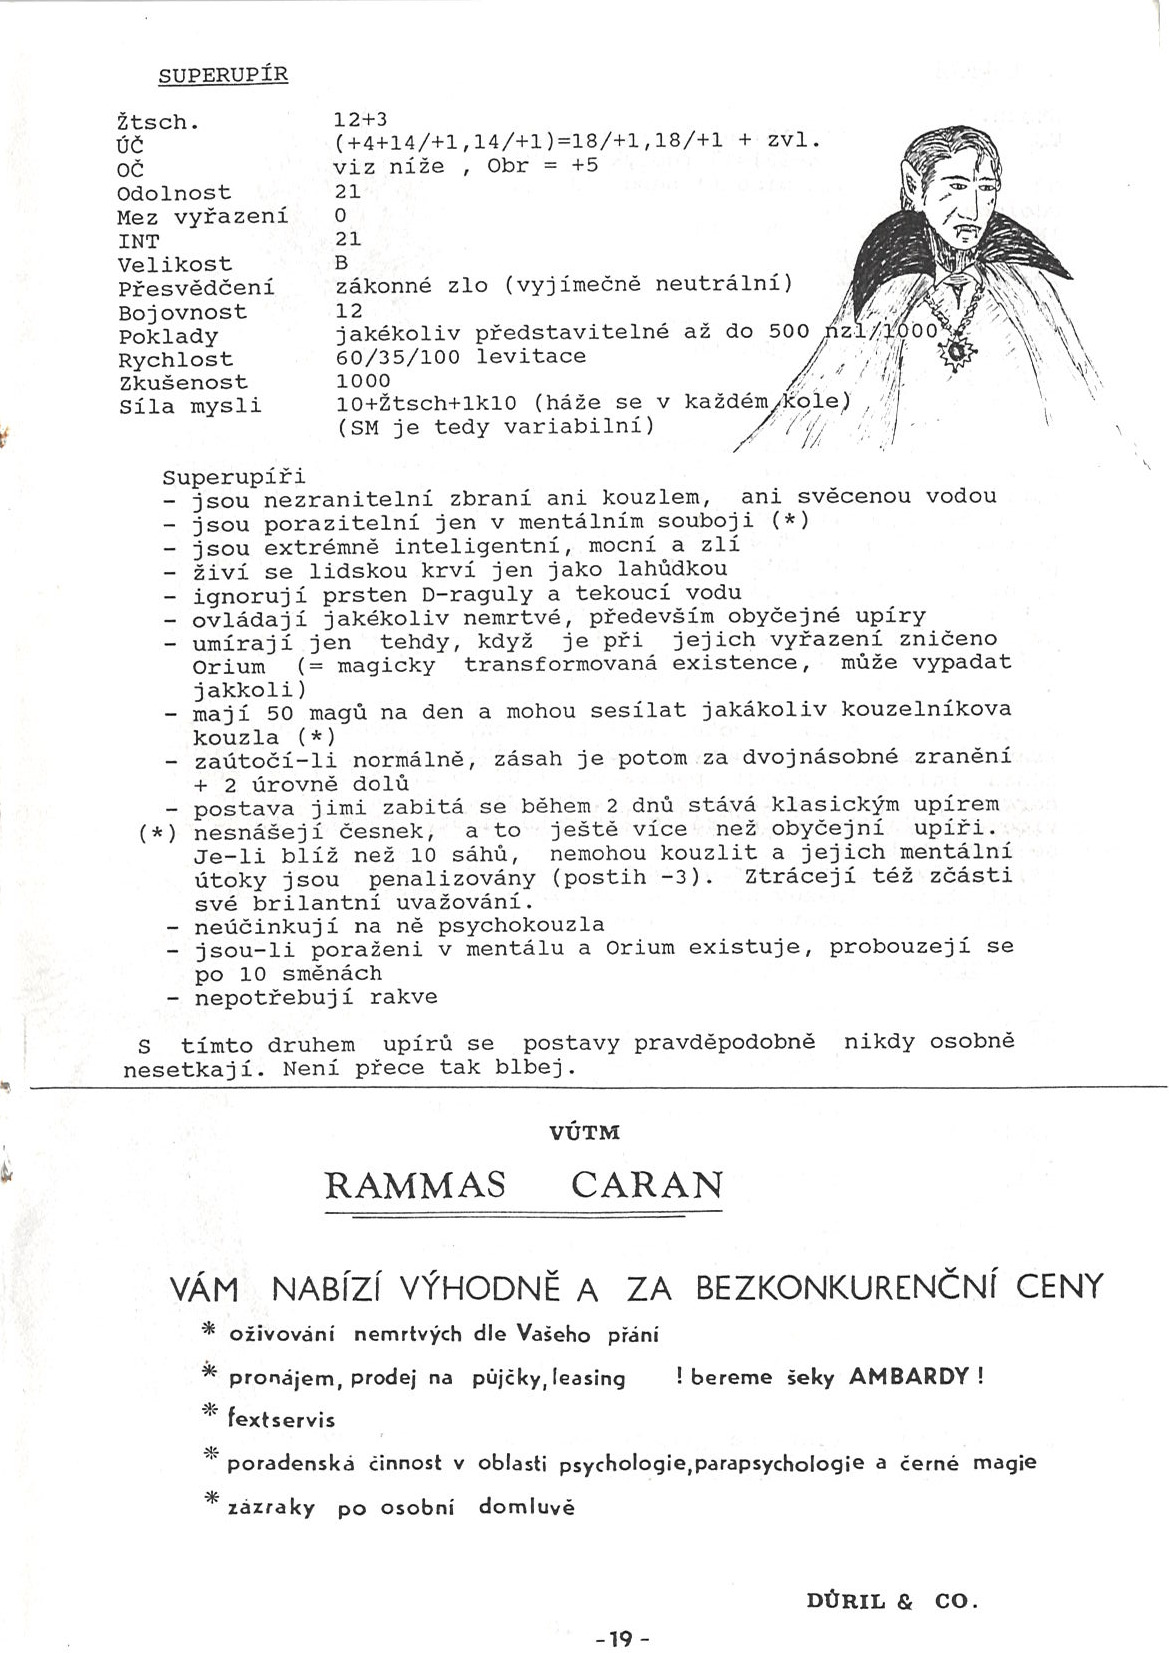 SUPERUPÍR
Žtsch. 12+3
ÚČ (+4+14/+1,14/+1)=18/+1,18/+1 + zvl.
OČ viz níže , Obr = +5
Odolnost 21
Mez vyřazení 0
INT 21
Velikost B
Přesvědčení zákonné zlo (vyjímečně neutrální)
Bojovnost 12
Poklady jakékoliv představitelné až do 500 nzl/1000
Rychlost 60/35/100 levitace
Zkušenost 1000
Síla mysli 10+Žtsch+1k10 (háže se v každém kole)
(SM je tedy variabilní)
Superupíři
- jsou nezranitelní zbraní ani kouzlem, ani svěcenou vodou
- jsou porazitelní jen v mentálním souboji (*)
- jsou extrémně inteligentní, mocní a zlí
- živí se lidskou krví jen jako lahůdkou
- ignorují prsten D-raguly a tekoucí vodu
- ovládají jakékoliv nemrtvé, především obyčejné upíry
- umírají jen tehdy, když je při jejich vyřazení zničeno
Orium (= magicky transformovaná existence, může vypadat
jakkoli)
- mají 50 magů na den a mohou sesílat jakákoliv kouzelníkova
kouzla (*)
- zaútočí-li normálně, zásah je potom za dvojnásobné zranění
+ 2 úrovně dolů
- postava jimi zabitá se během 2 dnů stává klasickým upírem
(*) nesnášejí česnek, a to ještě více než obyčejní upíři.
Je-li blíž než 10 sáhů, nemohou kouzlit a jejich mentální
útoky jsou penalizovány (postih -3). Ztrácejí též zčásti
své brilantní uvažování.
- neúčinkují na ně psychokouzla
- jsou-li poraženi v mentálu a Orium existuje, probouzejí se
po 10 směnách
- nepotřebují rakve
S tímto druhem upírů se postavy pravděpodobně nikdy osobně
nesetkají. Není přece tak blbej.
VÚTM
RAMMAS CARAN
VÁM NABÍZÍ VÝHODNĚ A ZA BEZKONKURENČNÍ CENY
* oživování nemrtvých dle Vašeho přání
* pronájem, prodej na půjčky, leasing ! bereme šeky AMBARDY !
* fextservis
* poradenská činnost v oblasti psychologie,parapsychologie a černé magie
* zázraky po osobní domluvě
DŮRIL & CO.
-19-